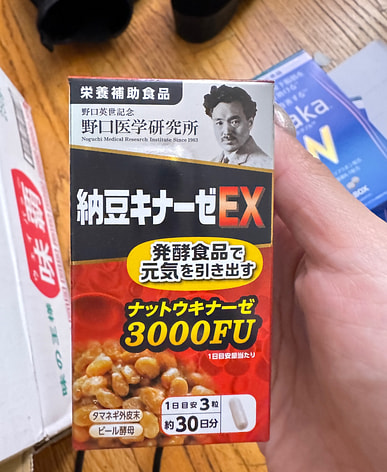 栄養補助食品
野口英世記念
野口医学研究所
Noguchi Medical Research Institute Since 1983
納豆キナーゼEX
発酵食品で
元気を引き出す
ナットウキナーゼ
3000FU
1日目安量当たり
タマネギ外皮末
ビール酵母
1日目安3粒
約30日分
aka
N
BOX
味